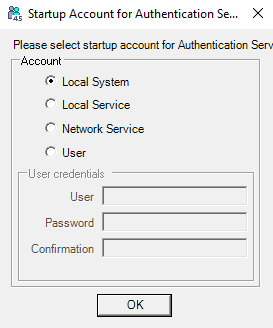 45
Startup Account for Authentication Se...
Please select startup account for Authentication Serv
Account
Local System
Local Service
Network Service
User
User credentials
User
Password
Confirmation
OK